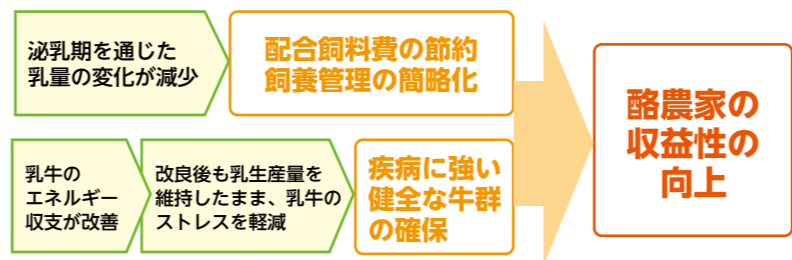 泌乳期を通じた
乳量の変化が減少
配合飼料費の節約
飼養管理の簡略化
乳牛の
エネルギー
収支が改善
改良後も乳生産量を
維持したまま、乳牛の
ストレスを軽減
疾病に強い
健全な牛群
の確保
酪農家の
収益性の
向上